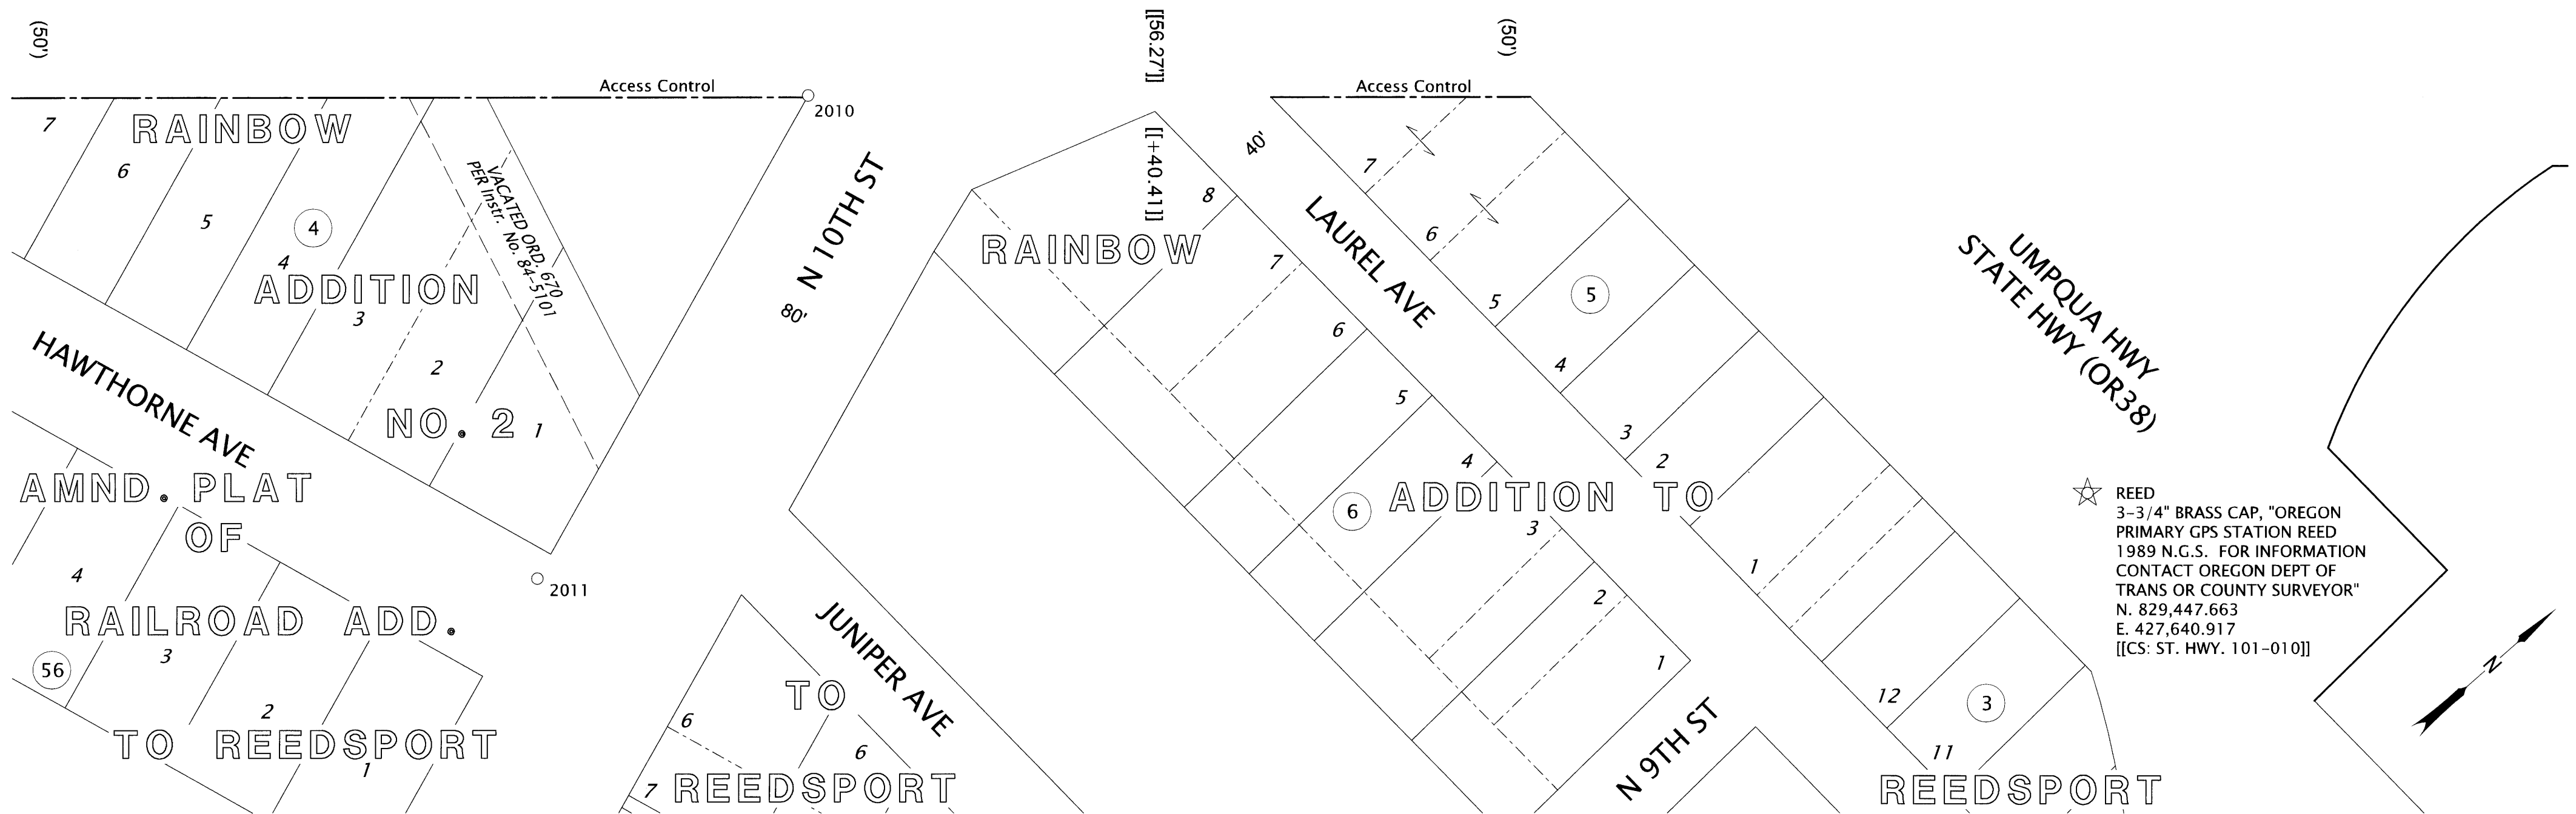 (50')
[[56.27']]
(50')
Access Control
Access Control
2010
7
RAINBOW
6
5
4
4
ADDITION
3
VACATED ORD. 670
PER Instr. No. 84-5101
2
NO. 2
1
HAWTHORNE AVE
N 10TH ST
80'
2011
AMND. PLAT
OF
4
RAILROAD ADD.
56
3
2
TO REEDSPORT
1
[[+40.41]]
40'
RAINBOW
8
7
6
5
4
3
2
1
6
LAUREL AVE
7
6
5
5
4
3
2
1
ADDITION TO
12
3
11
REEDSPORT
N 9TH ST
JUNIPER AVE
TO
6
6
7
REEDSPORT
UMPQUA HWY
STATE HWY (OR38)
REED
3-3/4" BRASS CAP, "OREGON
PRIMARY GPS STATION REED
1989 N.G.S. FOR INFORMATION
CONTACT OREGON DEPT OF
TRANS OR COUNTY SURVEYOR"
N. 829,447.663
E. 427,640.917
[[CS: ST. HWY. 101-010]]
N